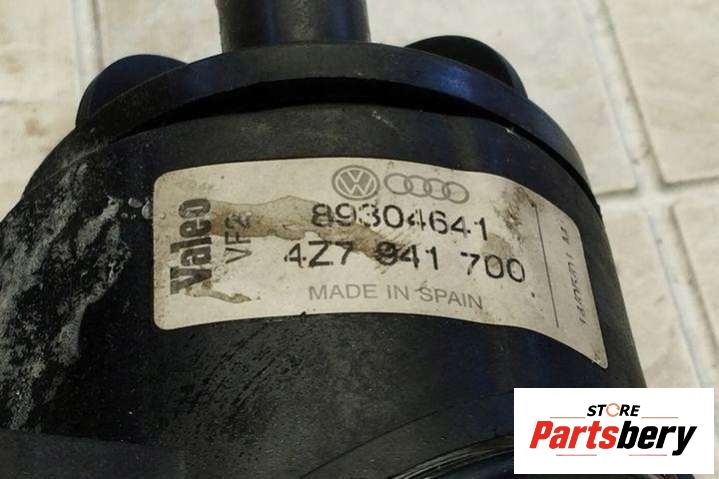 Valeo
VF2
89304641
4Z7 941 700
MADE IN SPAIN
STORE
Partsbery